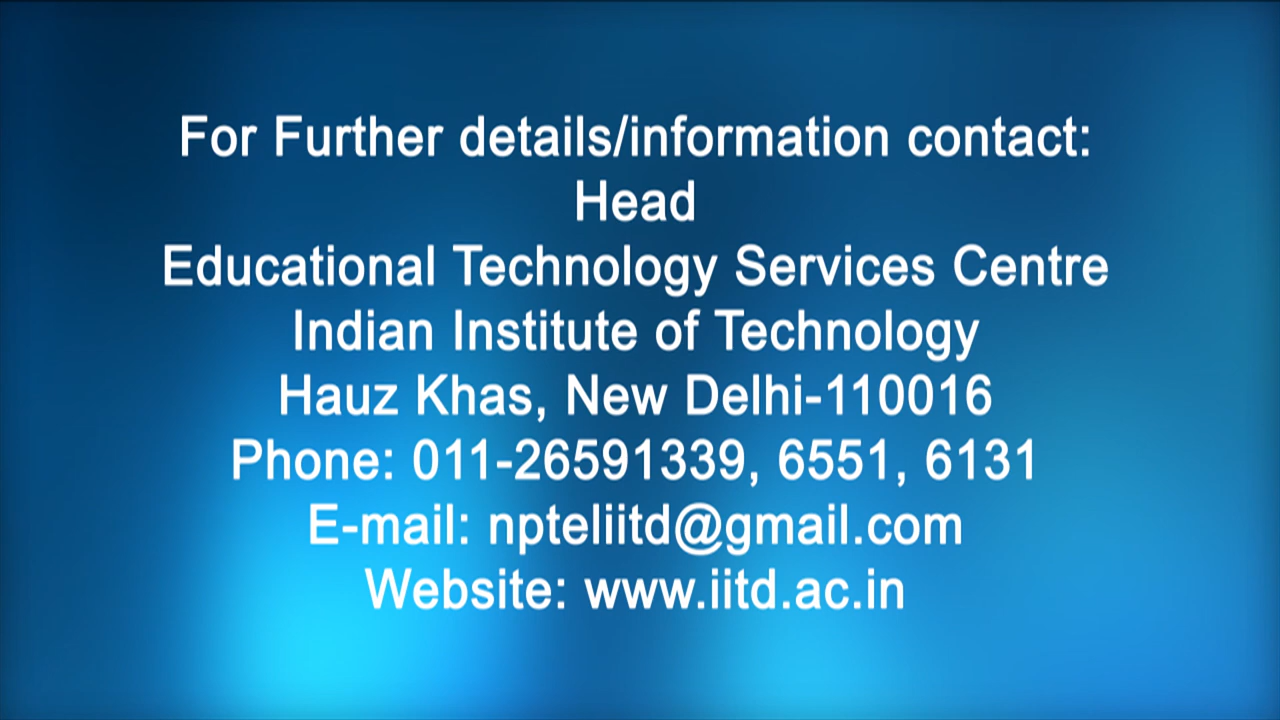 For Further details/information contact:
Head
Educational Technology Services Centre
Indian Institute of Technology
Hauz Khas, New Delhi-110016
Phone: 011-26591339, 6551, 6131
E-mail: npteliitd@gmail.com
Website: www.iitd.ac.in